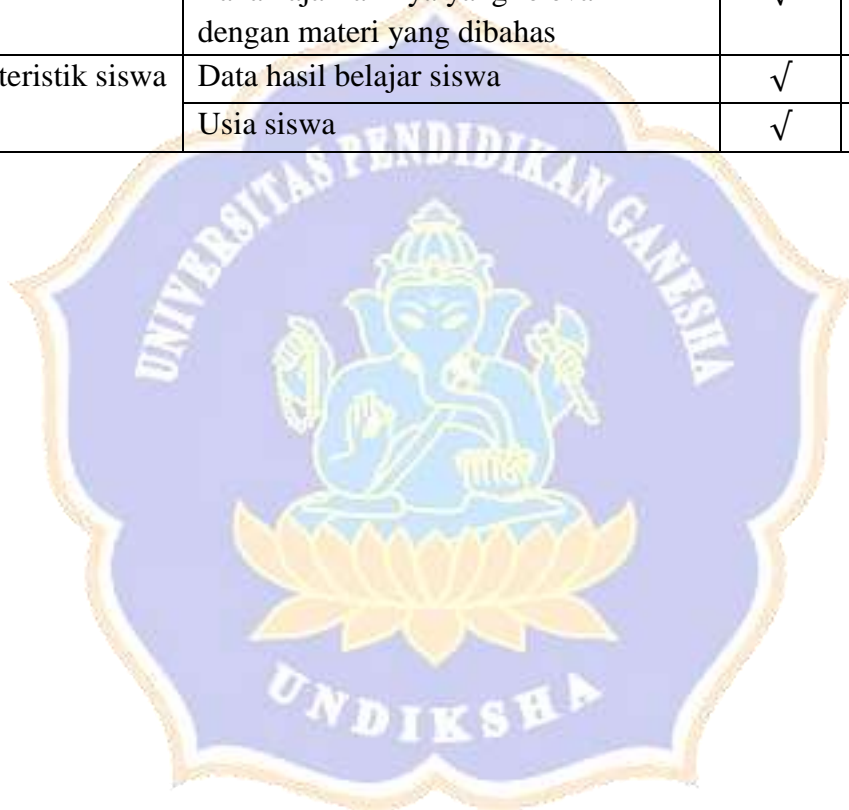 dengan materi yang dibahas
teristik siswa Data hasil belajar siswa √
Usia siswa √
UNIVERSITAS PENDIDIKAN GANESHA
UNDIKSHA